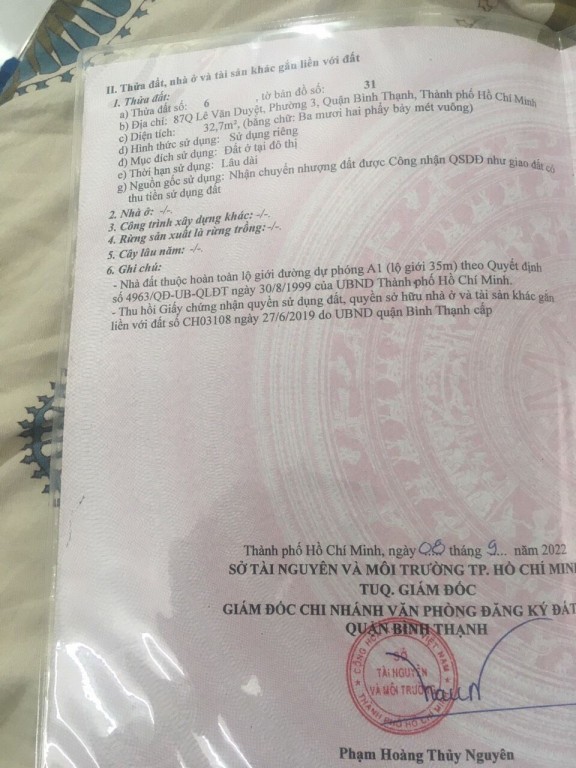 II. Thửa đất, nhà ở và tài sản khác gắn liền với đất
1. Thửa đất:
a) Thửa đất số: 6 , tờ bản đồ số: 31
b) Địa chỉ: 87Q Lê Văn Duyệt, Phường 3, Quận Bình Thạnh, Thành phố Hồ Chí Minh
c) Diện tích: 32,7m², (bằng chữ: Ba mươi hai phẩy bảy mét vuông)
d) Hình thức sử dụng: Sử dụng riêng
đ) Mục đích sử dụng: Đất ở tại đô thị
e) Thời hạn sử dụng: Lâu dài
g) Nguồn gốc sử dụng: Nhận chuyển nhượng đất được Công nhận QSDĐ như giao đất có
thu tiền sử dụng đất
2. Nhà ở: -/-.
3. Công trình xây dựng khác: -/-.
4. Rừng sản xuất là rừng trồng: -/-.
5. Cây lâu năm: -/-.
6. Ghi chú:
- Nhà đất thuộc hoàn toàn lộ giới đường dự phóng A1 (lộ giới 35m) theo Quyết định
số 4963/QĐ-UB-QLĐT ngày 30/8/1999 của UBND Thành phố Hồ Chí Minh.
- Thu hồi Giấy chứng nhận quyền sử dụng đất, quyền sở hữu nhà ở và tài sản khác gắn
liền với đất số CH03108 ngày 27/6/2019 do UBND quận Bình Thạnh cấp
Thành phố Hồ Chí Minh, ngày 08 tháng 9... năm 2022
SỞ TÀI NGUYÊN VÀ MÔI TRƯỜNG TP. HỒ CHÍ MINH
TUQ. GIÁM ĐỐC
GIÁM ĐỐC CHI NHÁNH VĂN PHÒNG ĐĂNG KÝ ĐẤT
QUẬN BÌNH THẠNH
SỞ
TÀI NGUYÊN
VÀ MÔI TRƯỜNG
THÀNH PHỐ HỒ CHÍ MINH
Phạm Hoàng Thủy Nguyên